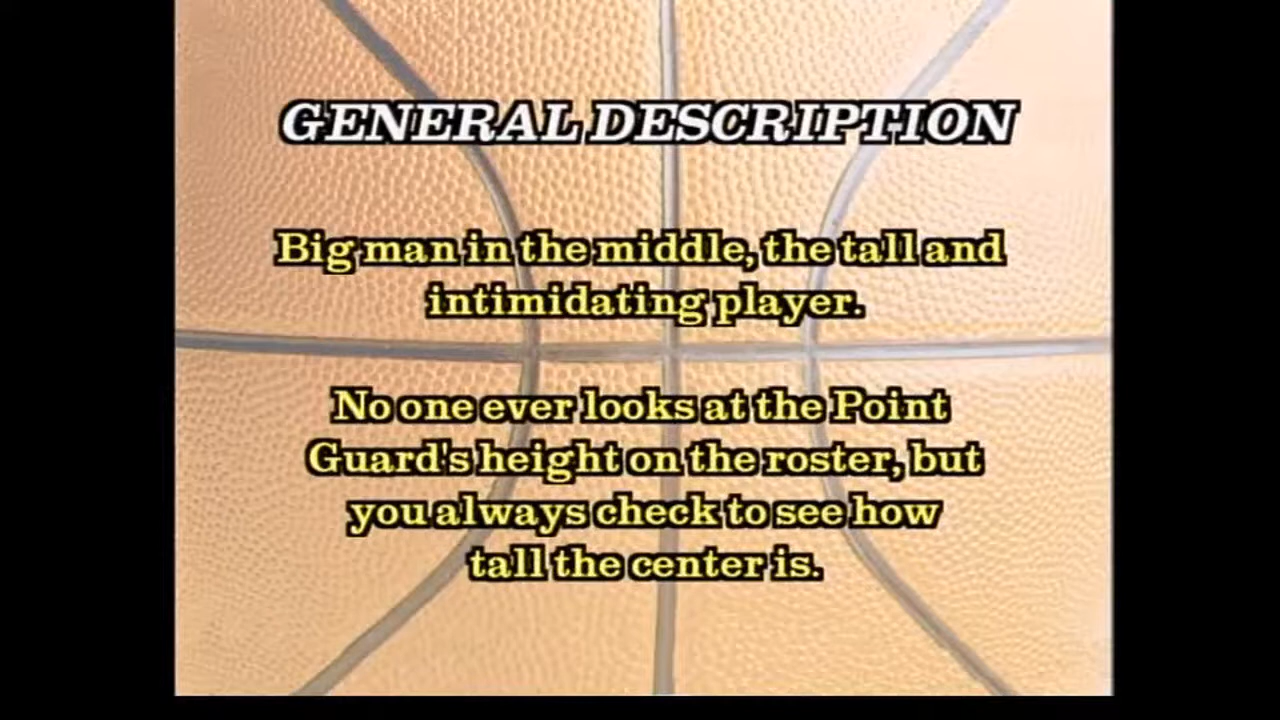 GENERAL DESCRIPTION
Big man in the middle, the tall and
intimidating player.
No one ever looks at the Point
Guard's height on the roster, but
you always check to see how
tall the center is.